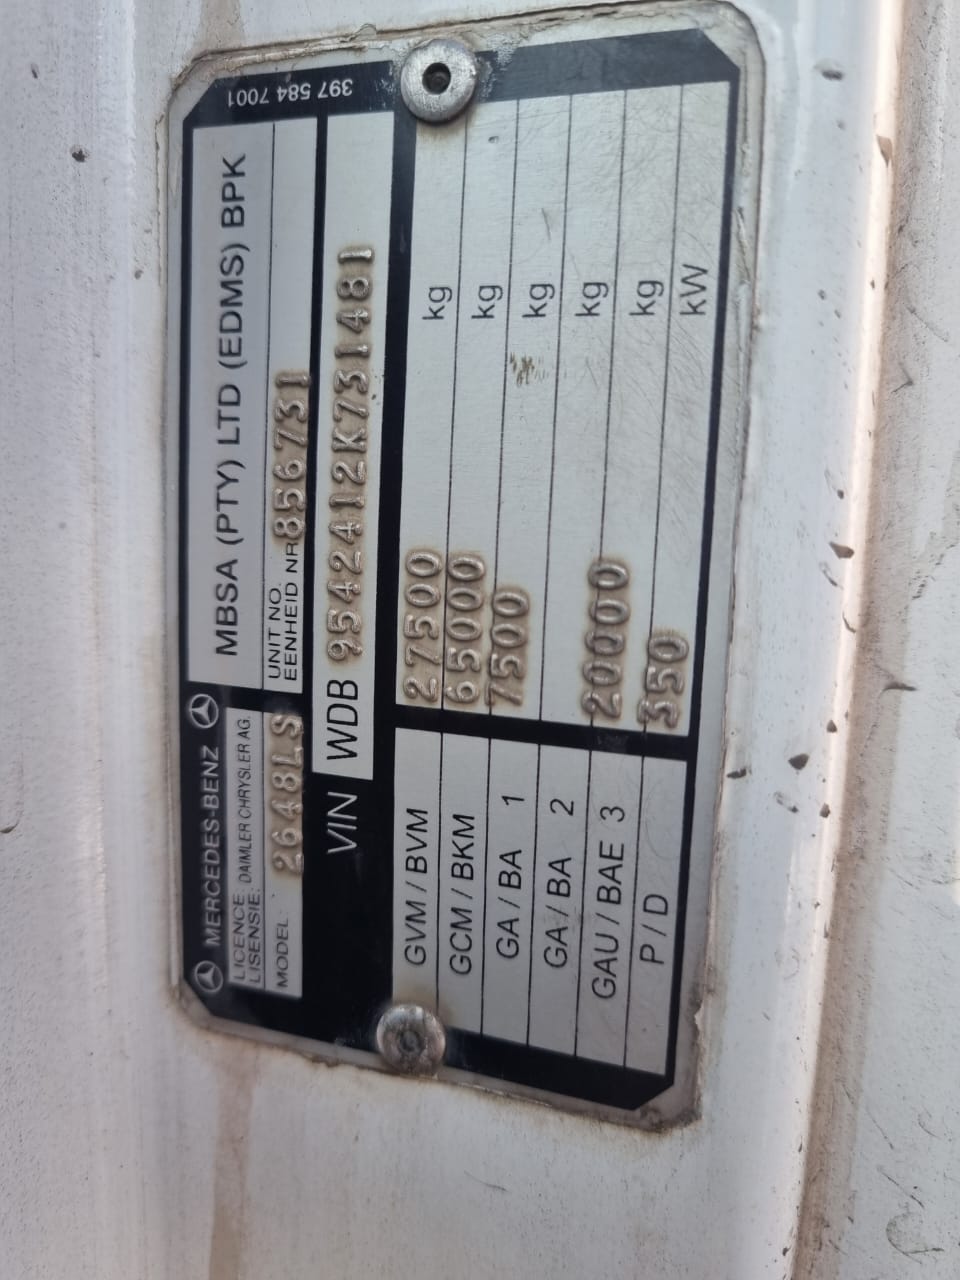 MERCEDES-BENZ
MBSA (PTY) LTD (EDMS) BPK
LICENCE: DAIMLER CHRYSLER AG.
LISENSIE:
MODEL 2648LS
UNIT NO.
EENHEID NR 856731
VIN WDB 9542412K731481
GVM / BVM 27500 kg
GCM / BKM 65000 kg
GA / BA 1 7500 kg
GA / BA 2 kg
GAU / BAE 3 20000 kg
P / D 350 kW
397 584 7001